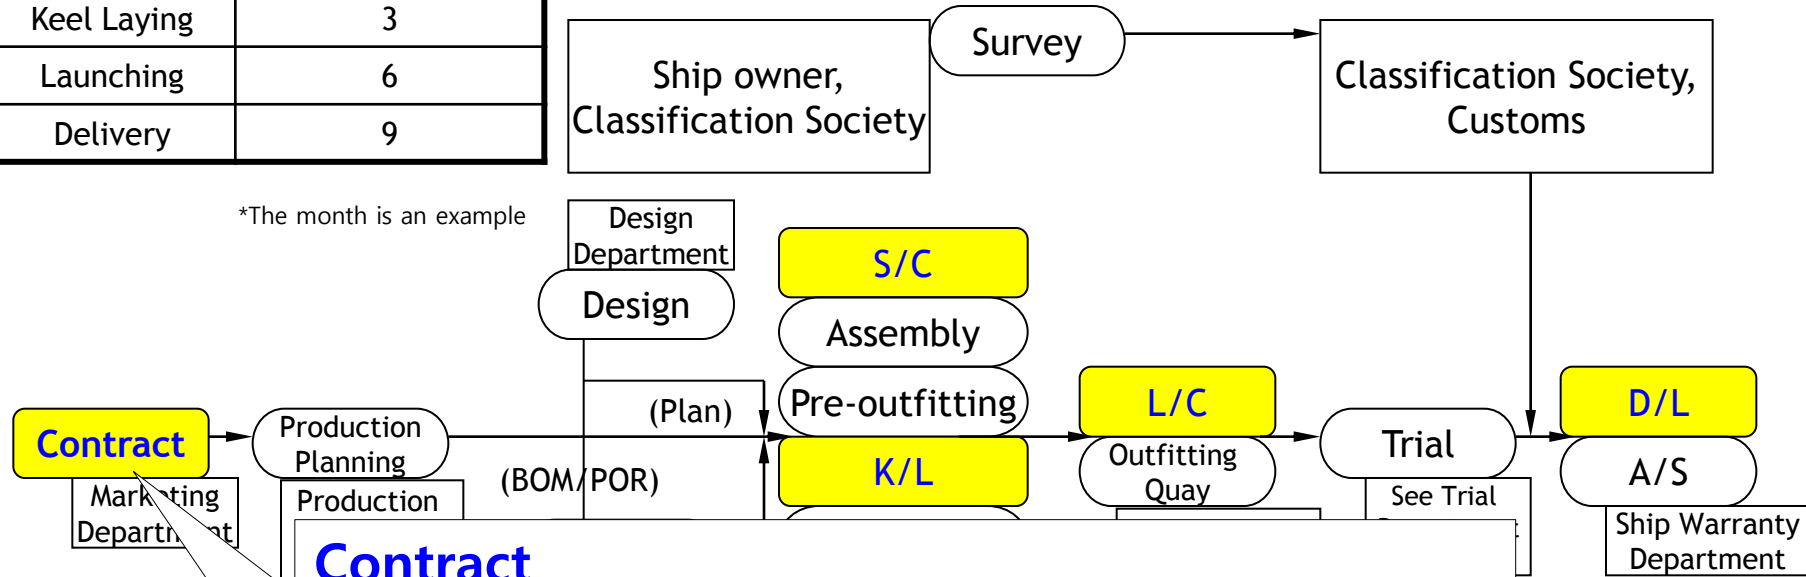 Keel Laying 3
Launching 6
Delivery 9
*The month is an example
Ship owner,
Classification Society
Survey
Classification Society,
Customs
Design
Department
Design
S/C
Assembly
Pre-outfitting
(Plan)
(BOM/POR)
Contract
Marketing
Department
Production
Planning
Production
K/L
L/C
Outfitting
Quay
Trial
See Trial
D/L
A/S
Ship Warranty
Department
Contract